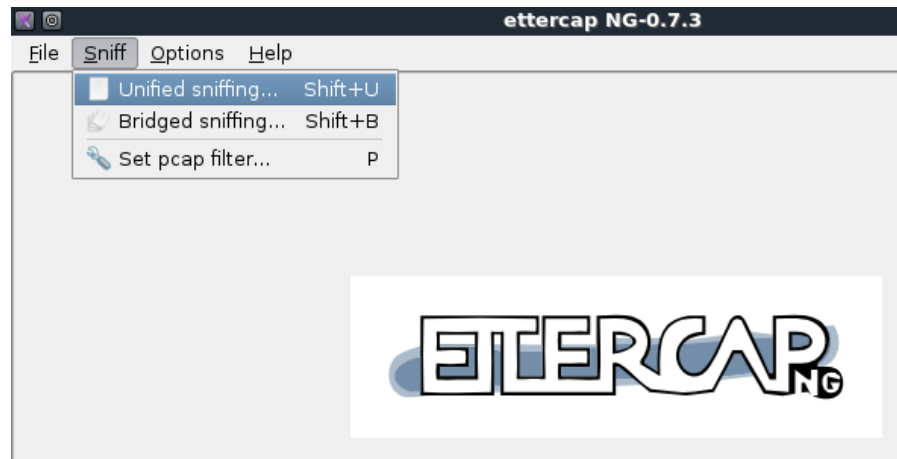 ettercap NG-0.7.3
File Sniff Options Help
Unified sniffing... Shift+U
Bridged sniffing... Shift+B
Set pcap filter... P
ETTERCAP NG